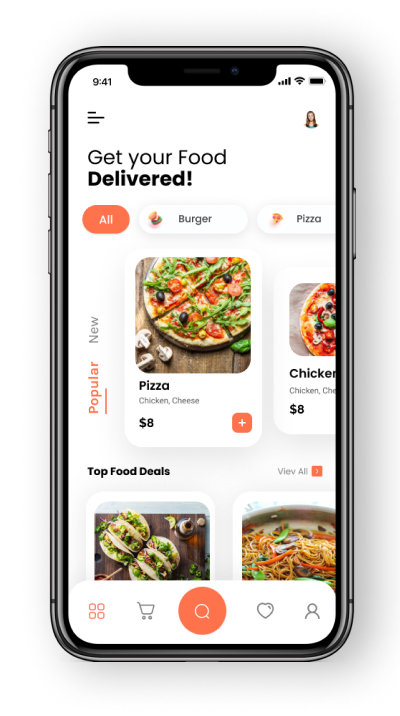 9:41
Get your Food
Delivered!
All
Burger
Pizza
New
Popular
Pizza
Chicken, Cheese
$8
Chicken
Chicken, Che
$8
Top Food Deals
Viev All